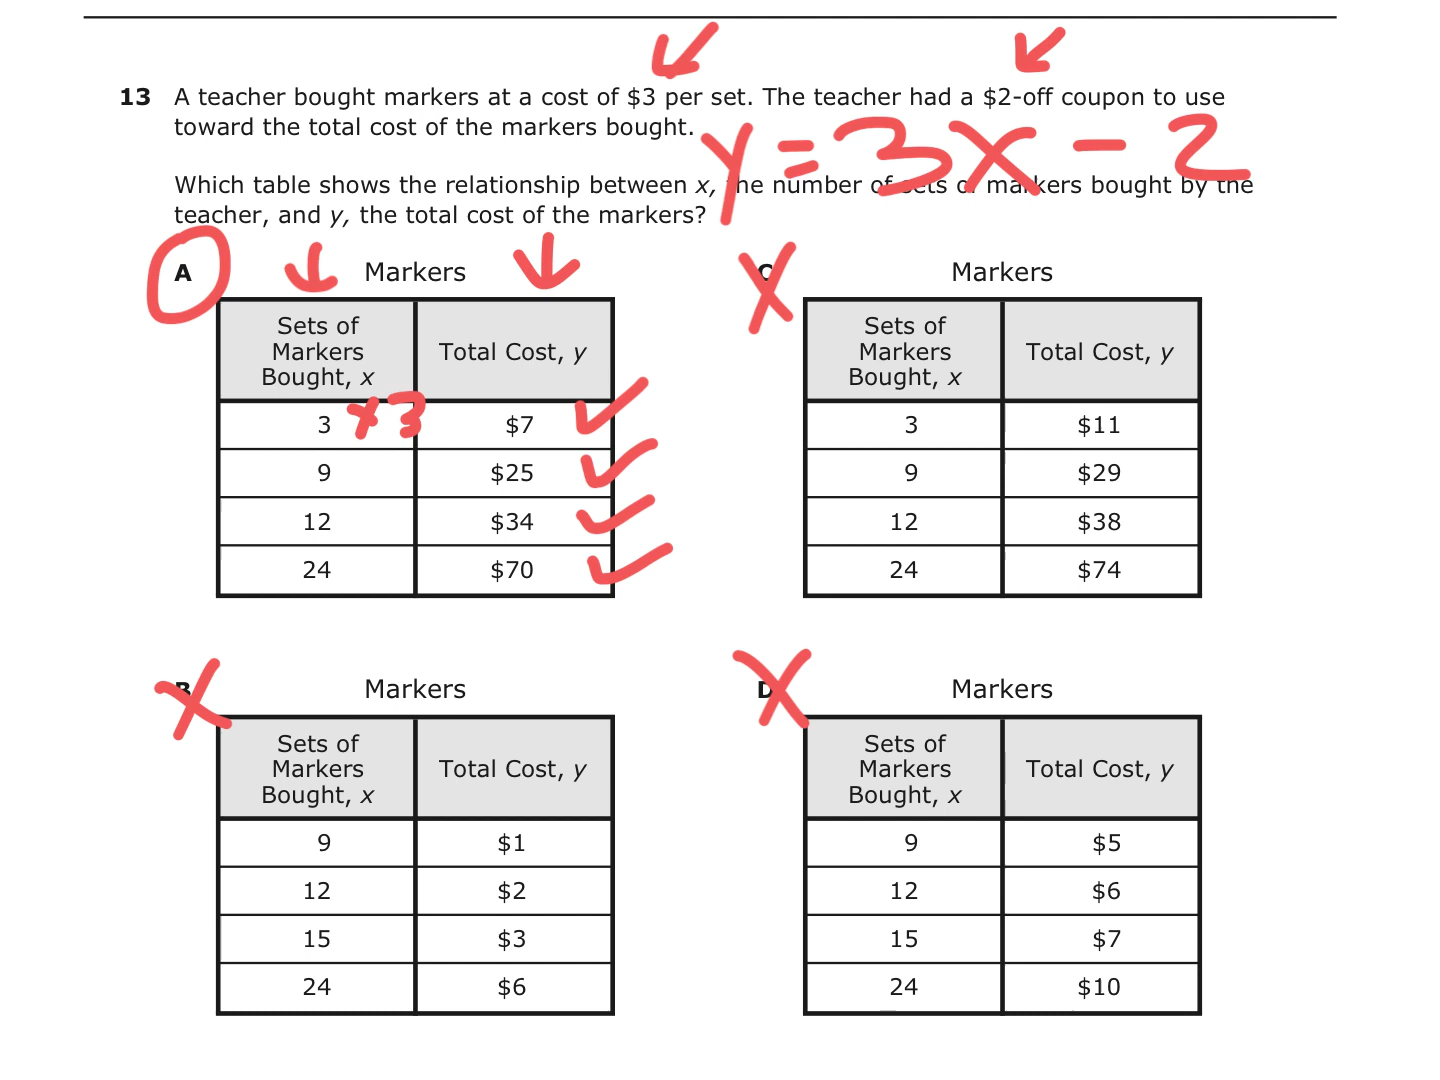 13 A teacher bought markers at a cost of $3 per set. The teacher had a $2-off coupon to use
toward the total cost of the markers bought.
y = 3x - 2
Which table shows the relationship between x, the number of sets of markers bought by the
teacher, and y, the total cost of the markers?
A Markers
Sets of
Markers
Bought, x
Total Cost, y
3 x3 $7
9 $25
12 $34
24 $70
C Markers
Sets of
Markers
Bought, x
Total Cost, y
3 $11
9 $29
12 $38
24 $74
B Markers
Sets of
Markers
Bought, x
Total Cost, y
9 $1
12 $2
15 $3
24 $6
D Markers
Sets of
Markers
Bought, x
Total Cost, y
9 $5
12 $6
15 $7
24 $10